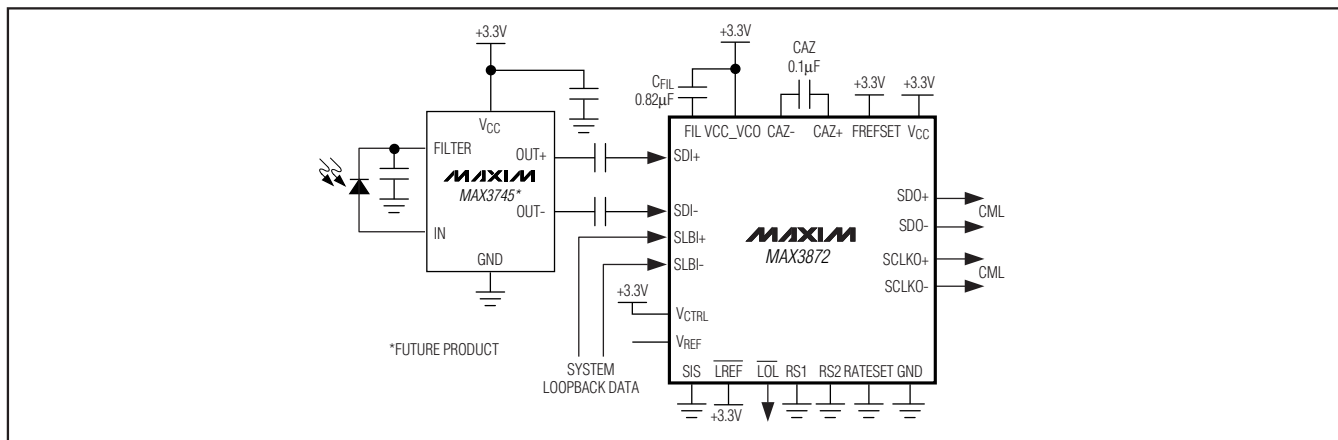 +3.3V
VCC
FILTER
OUT+
MAXIM
MAX3745*
OUT-
IN
GND
*FUTURE PRODUCT
SYSTEM
LOOPBACK DATA
+3.3V
CFIL
0.82µF
CAZ
0.1µF
+3.3V
+3.3V
FIL VCC_VCO CAZ- CAZ+ FREFSET VCC
SDI+
SDI-
SLBI+
SLBI-
+3.3V
VCTRL
VREF
MAXIM
MAX3872
SDO+
SDO-
CML
SCLKO+
SCLKO-
CML
SIS LREF LOL RS1 RS2 RATESET GND
+3.3V